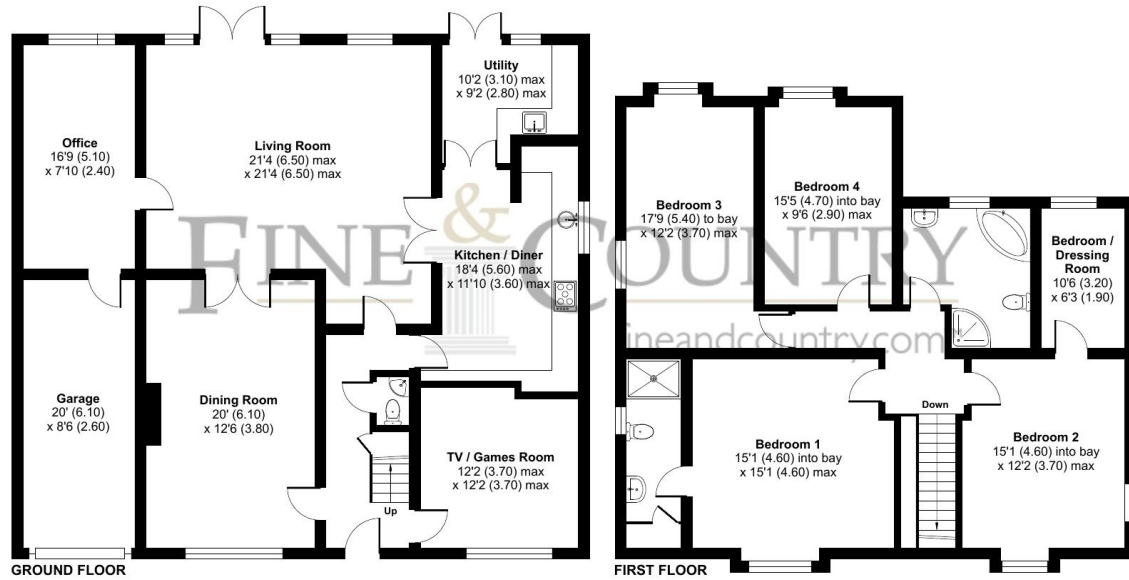 Utility
10'2 (3.10) max
x 9'2 (2.80) max
Office
16'9 (5.10)
x 7'10 (2.40)
Living Room
21'4 (6.50) max
x 21'4 (6.50) max
Kitchen / Diner
18'4 (5.60) max
x 11'10 (3.60) max
Garage
20' (6.10)
x 8'6 (2.60)
Dining Room
20' (6.10)
x 12'6 (3.80)
TV / Games Room
12'2 (3.70) max
x 12'2 (3.70) max
Up
GROUND FLOOR
Bedroom 3
17'9 (5.40) to bay
x 12'2 (3.70) max
Bedroom 4
15'5 (4.70) into bay
x 9'6 (2.90) max
Bedroom /
Dressing
Room
10'6 (3.20)
x 6'3 (1.90)
Bedroom 1
15'1 (4.60) into bay
x 15'1 (4.60) max
Down
Bedroom 2
15'1 (4.60) into bay
x 12'2 (3.70) max
FIRST FLOOR
FINE & COUNTRY
fineandcountry.com